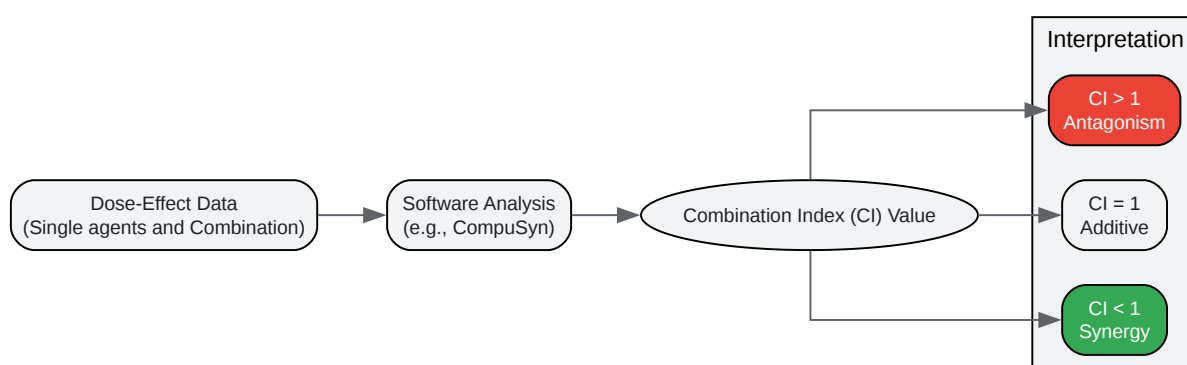 Interpretation
CI > 1
Antagonism
Dose-Effect Data
(Single agents and Combination)
Software Analysis
(e.g., CompuSyn)
Combination Index (CI) Value
CI = 1
Additive
CI < 1
Synergy